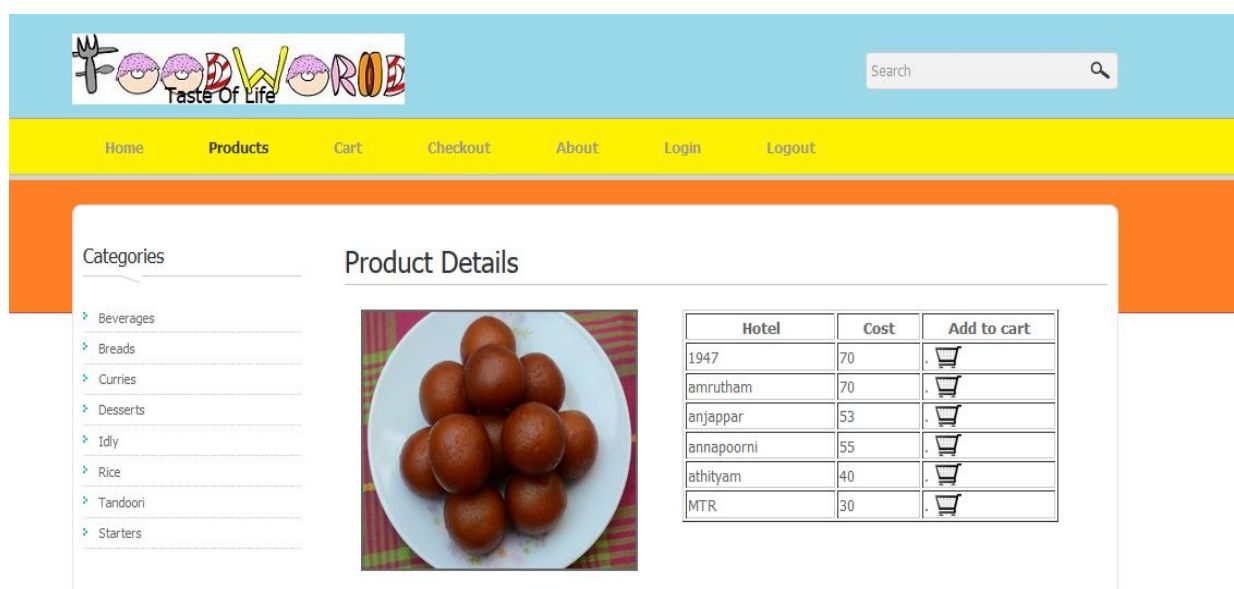 FOODWORLD
Taste Of Life
Search
Home Products Cart Checkout About Login Logout
Categories
Beverages
Breads
Curries
Desserts
Idly
Rice
Tandoori
Starters
Product Details
Hotel Cost Add to cart
1947 70 .
amrutham 70 .
anjappar 53 .
annapoorni 55 .
athityam 40 .
MTR 30 .